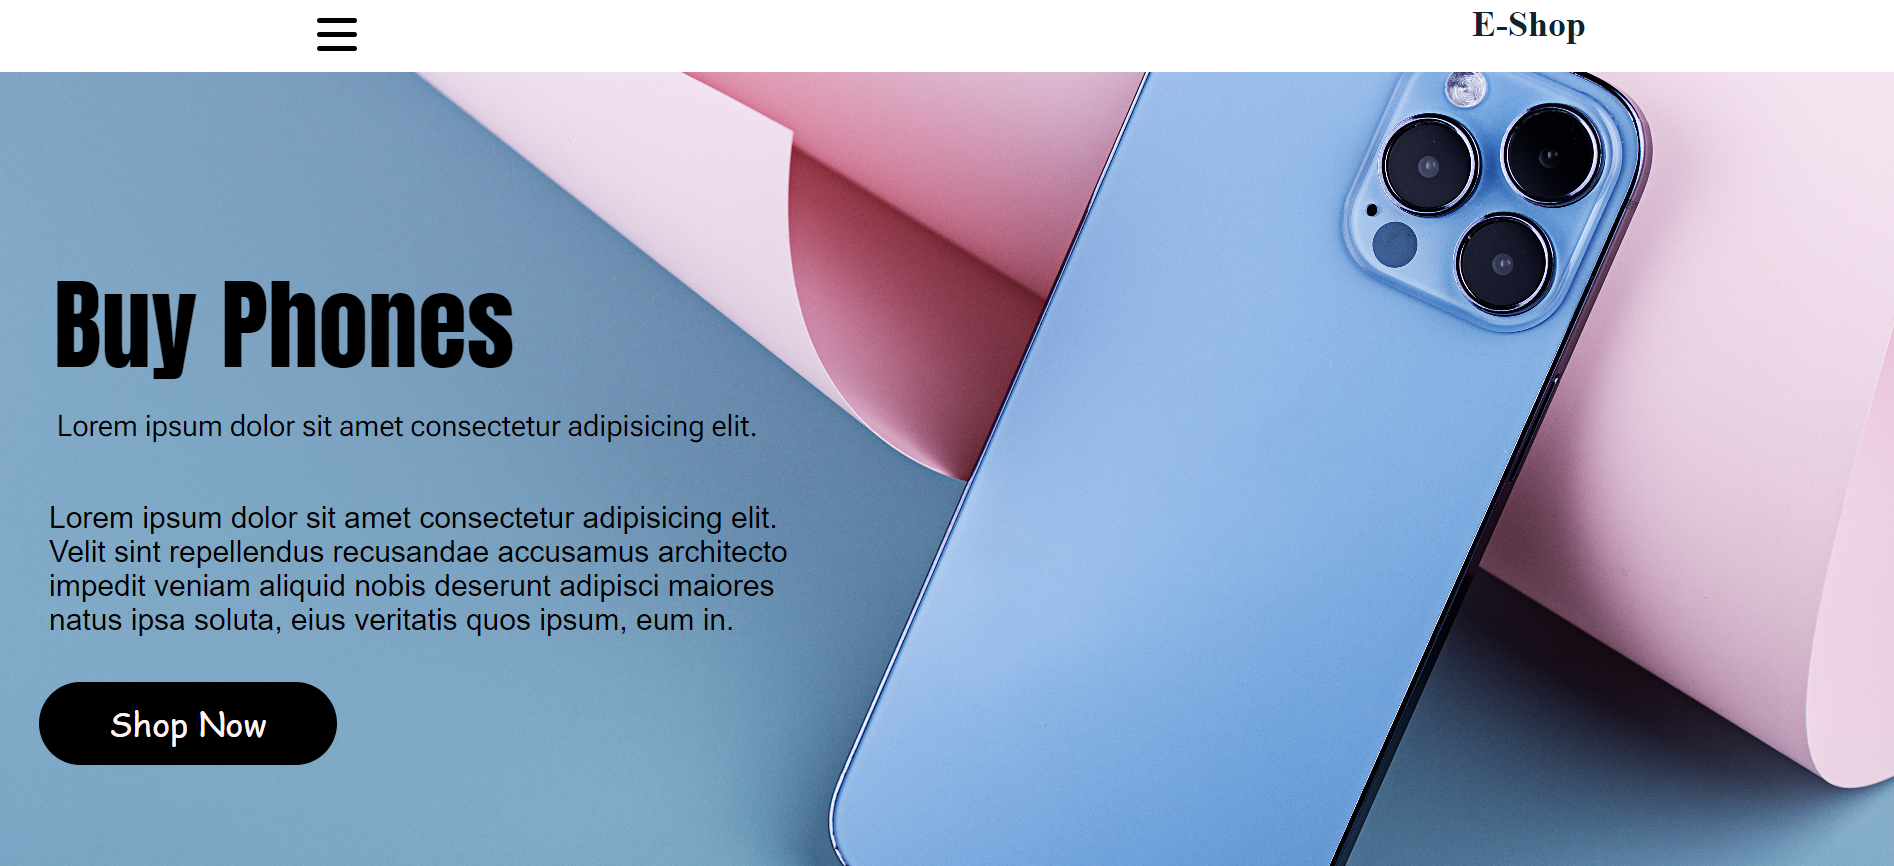 E-Shop
Buy Phones
Lorem ipsum dolor sit amet consectetur adipisicing elit.
Lorem ipsum dolor sit amet consectetur adipisicing elit.
Velit sint repellendus recusandae accusamus architecto
impedit veniam aliquid nobis deserunt adipisci maiores
natus ipsa soluta, eius veritatis quos ipsum, eum in.
Shop Now